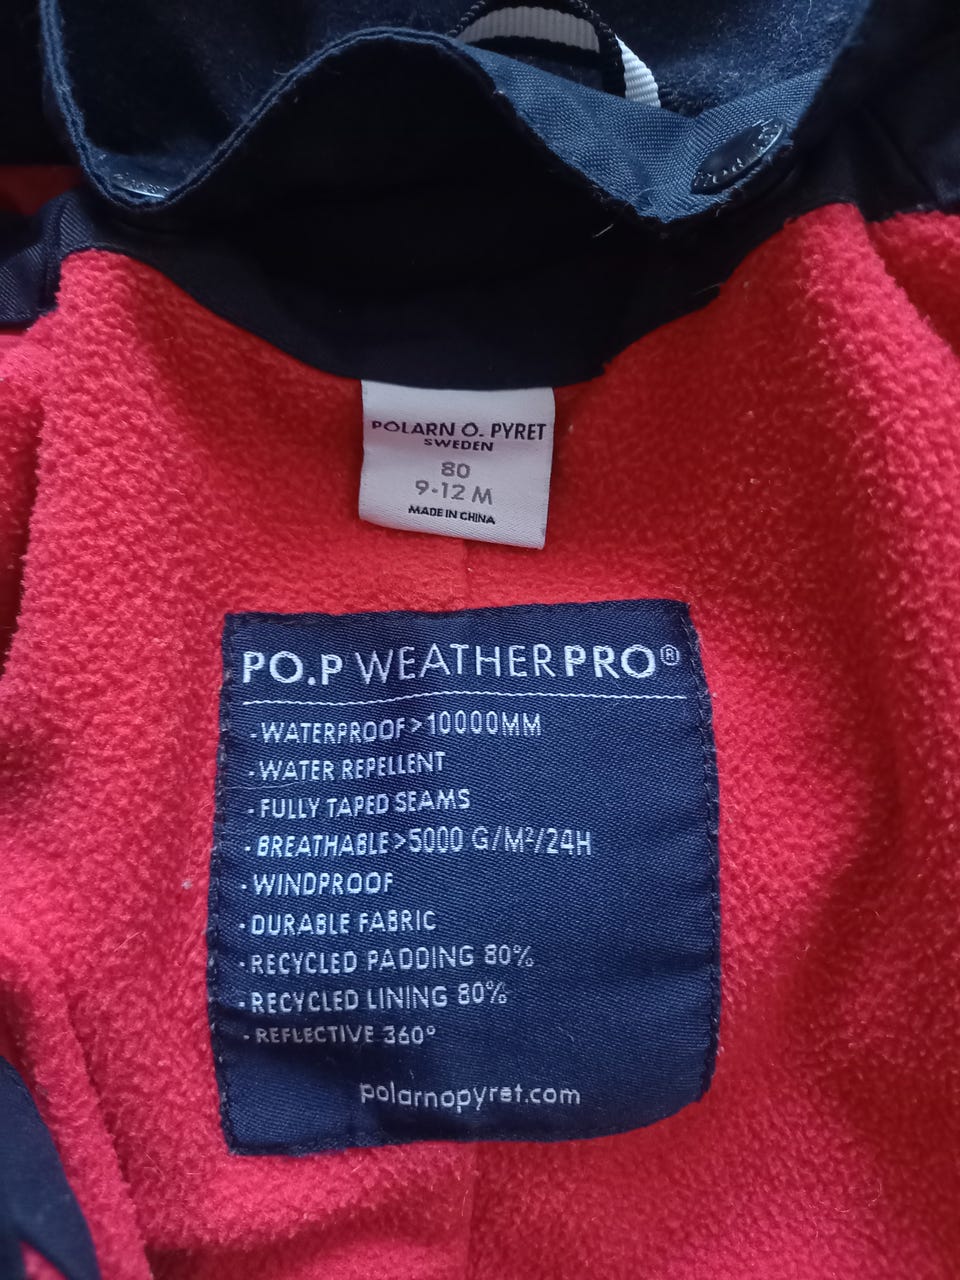 POLARN O. PYRET
SWEDEN
80
9-12 M
MADE IN CHINA
PO.P WEATHERPRO®
- WATERPROOF>10000MM
- WATER REPELLENT
- FULLY TAPED SEAMS
- BREATHABLE>5000 G/M²/24H
- WINDPROOF
- DURABLE FABRIC
- RECYCLED PADDING 80%
- RECYCLED LINING 80%
- REFLECTIVE 360°
polarnopyret.com